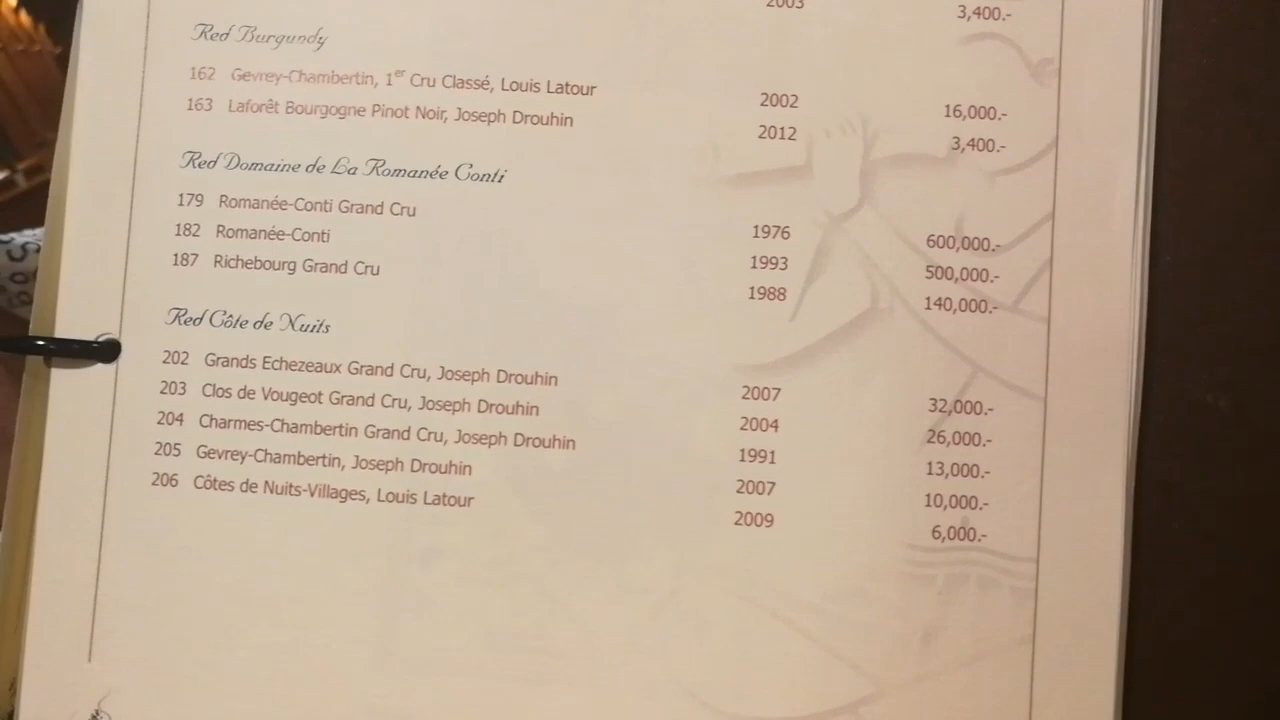 2003 3,400.-
Red Burgundy
162 Gevrey-Chambertin, 1er Cru Classé, Louis Latour 2002 16,000.-
163 Laforêt Bourgogne Pinot Noir, Joseph Drouhin 2012 3,400.-
Red Domaine de La Romanée Conti
179 Romanée-Conti Grand Cru 1976 600,000.-
182 Romanée-Conti 1993 500,000.-
187 Richebourg Grand Cru 1988 140,000.-
Red Côte de Nuits
202 Grands Echezeaux Grand Cru, Joseph Drouhin 2007 32,000.-
203 Clos de Vougeot Grand Cru, Joseph Drouhin 2004 26,000.-
204 Charmes-Chambertin Grand Cru, Joseph Drouhin 1991 13,000.-
205 Gevrey-Chambertin, Joseph Drouhin 2007 10,000.-
206 Côtes de Nuits-Villages, Louis Latour 2009 6,000.-